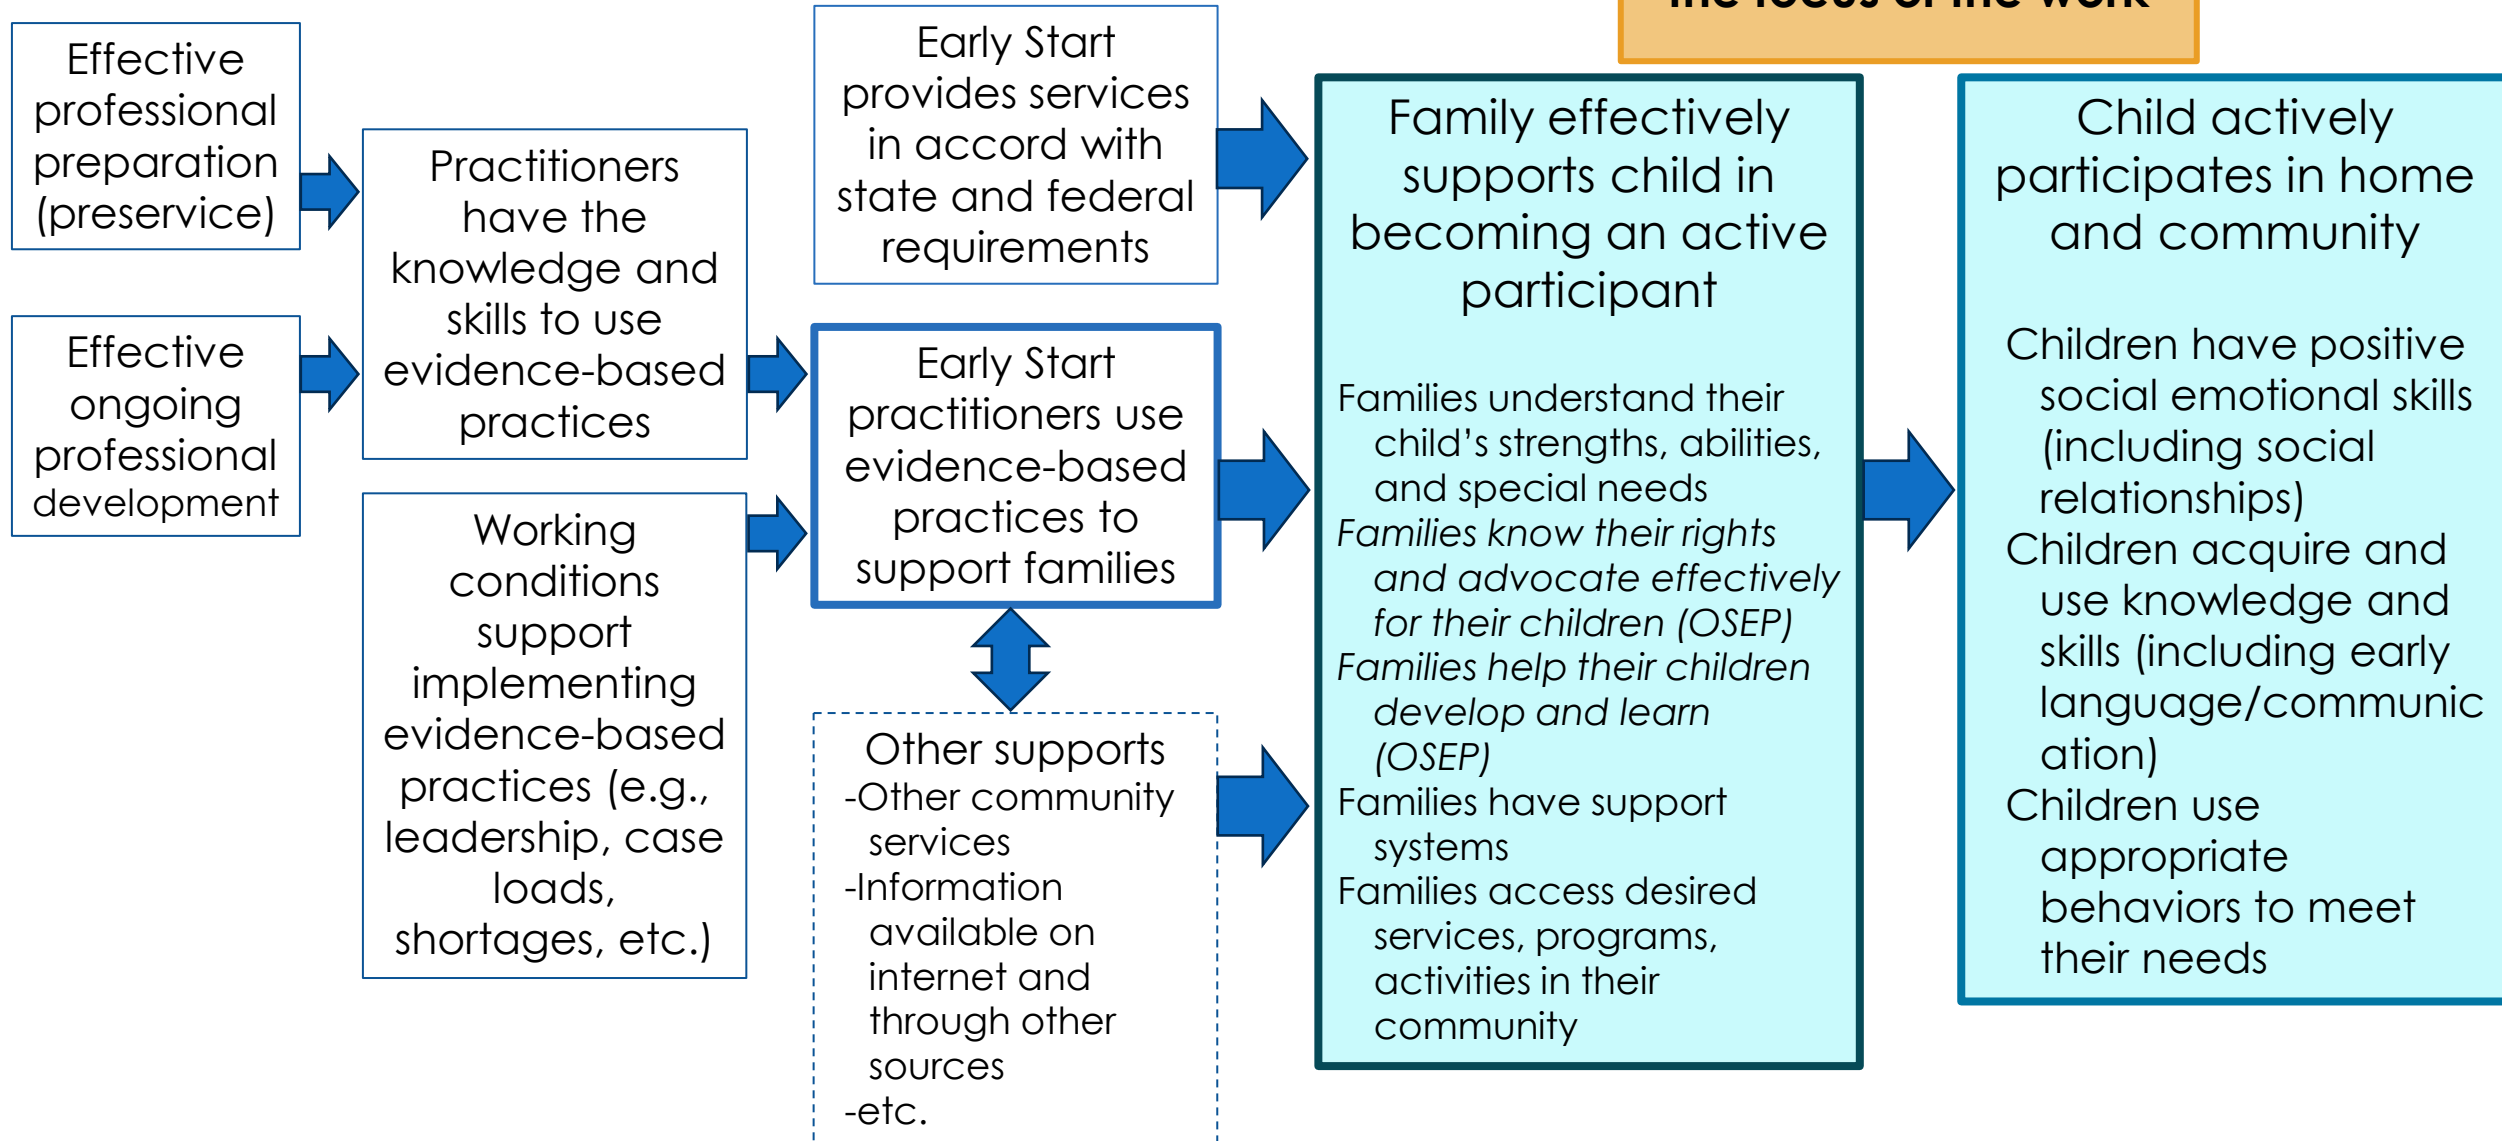 the focus of the work
Effective
professional
preparation
(preservice)
Effective
ongoing
professional
development
Practitioners
have the
knowledge and
skills to use
evidence-based
practices
Working
conditions
support
implementing
evidence-based
practices (e.g.,
leadership, case
loads,
shortages, etc.)
Early Start
provides services
in accord with
state and federal
requirements
Early Start
practitioners use
evidence-based
practices to
support families
Other supports
-Other community
services
-Information
available on
internet and
through other
sources
-etc.
Family effectively
supports child in
becoming an active
participant
Families understand their
child’s strengths, abilities,
and special needs
Families know their rights
and advocate effectively
for their children (OSEP)
Families help their children
develop and learn
(OSEP)
Families have support
systems
Families access desired
services, programs,
activities in their
community
Child actively
participates in home
and community
Children have positive
social emotional skills
(including social
relationships)
Children acquire and
use knowledge and
skills (including early
language/communic
ation)
Children use
appropriate
behaviors to meet
their needs